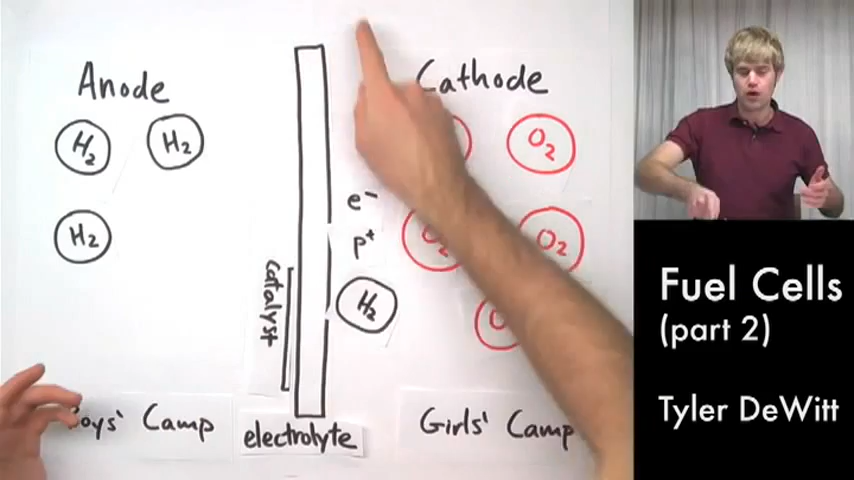 Anode
Cathode
H2
H2
O2
e-
p+
H2
O2
O2
catalyst
H2
Boys' Camp
electrolyte
Girls' Camp
Fuel Cells
(part 2)
Tyler DeWitt